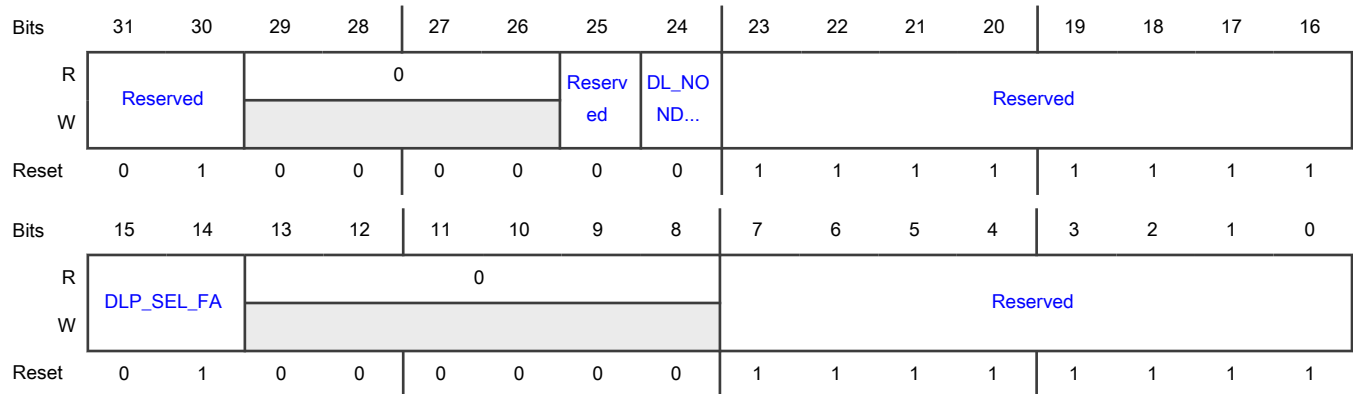 Bits 31 30 29 28 27 26 25 24 23 22 21 20 19 18 17 16
R 0
Reserved Reserv DL_NO Reserved
ed ND...
W
Reset 0 1 0 0 0 0 0 0 1 1 1 1 1 1 1 1
Bits 15 14 13 12 11 10 9 8 7 6 5 4 3 2 1 0
R 0
DLP_SEL_FA Reserved
W
Reset 0 1 0 0 0 0 0 0 1 1 1 1 1 1 1 1